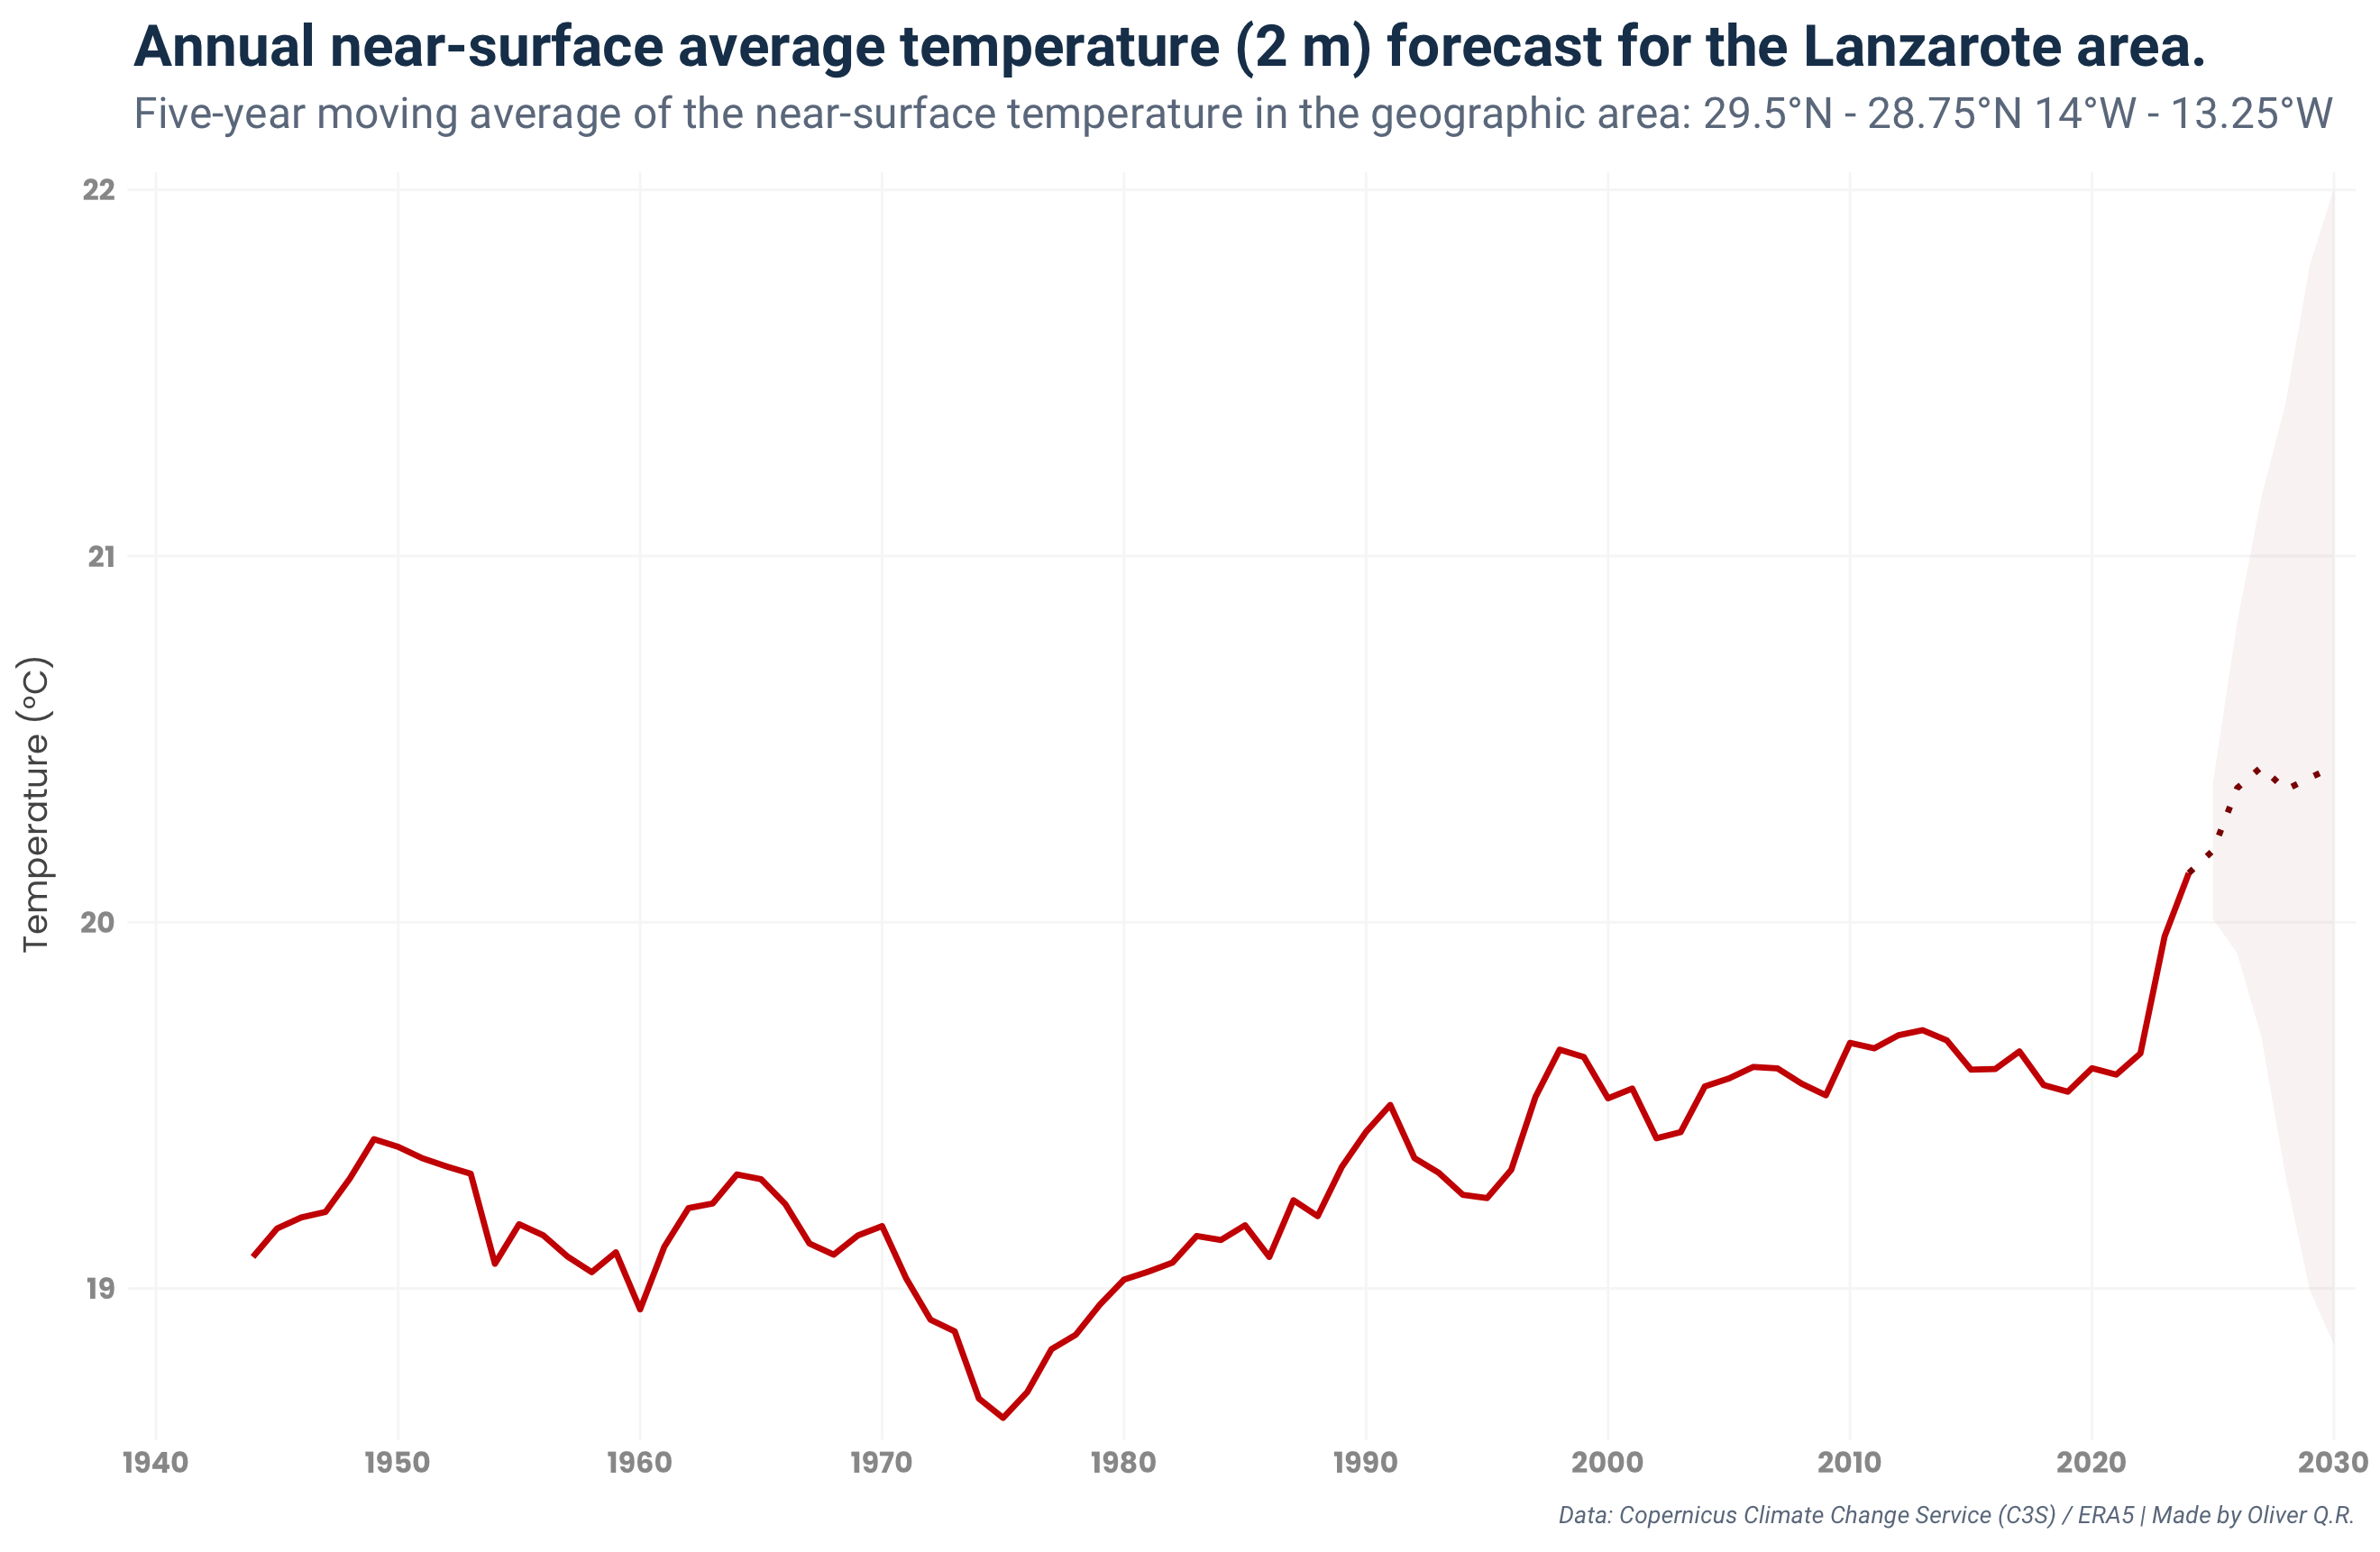 Annual near-surface average temperature (2 m) forecast for the Lanzarote area.
Five-year moving average of the near-surface temperature in the geographic area: 29.5°N - 28.75°N 14°W - 13.25°W
22
21
20
19
Temperature (°C)
1940 1950 1960 1970 1980 1990 2000 2010 2020 2030
Data: Copernicus Climate Change Service (C3S) / ERA5 | Made by Oliver Q.R.